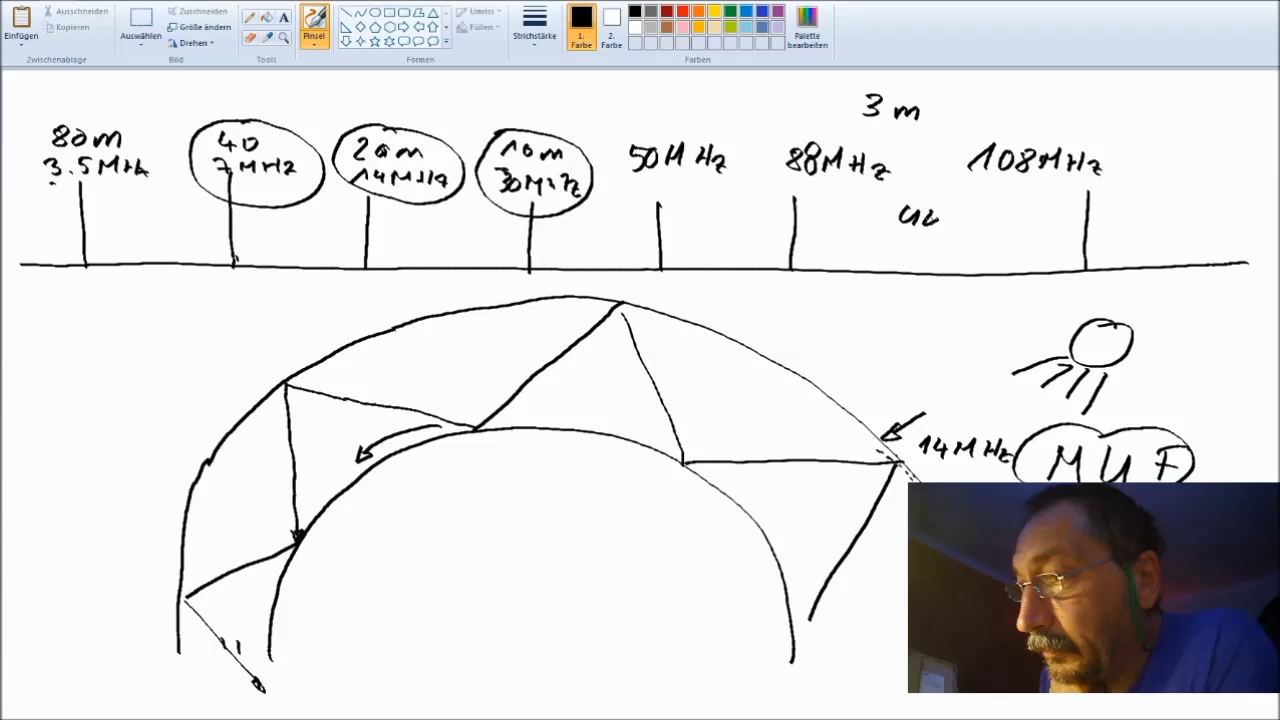 Einfügen
Zwischenablage
Ausschneiden
Kopieren
Auswählen
Zuschneiden
Größe ändern
Drehen
Bild
A
Tools
Pinsel
Formen
Umriss
Füllen
Strichstärke
1.
Farbe
2.
Farbe
Palette
bearbeiten
Farben
3 m
80m
3.5MHz
40
7MHz
20m
14MHz
10m
30MHz
50MHz
88MHz
108MHz
14MHz
MUF